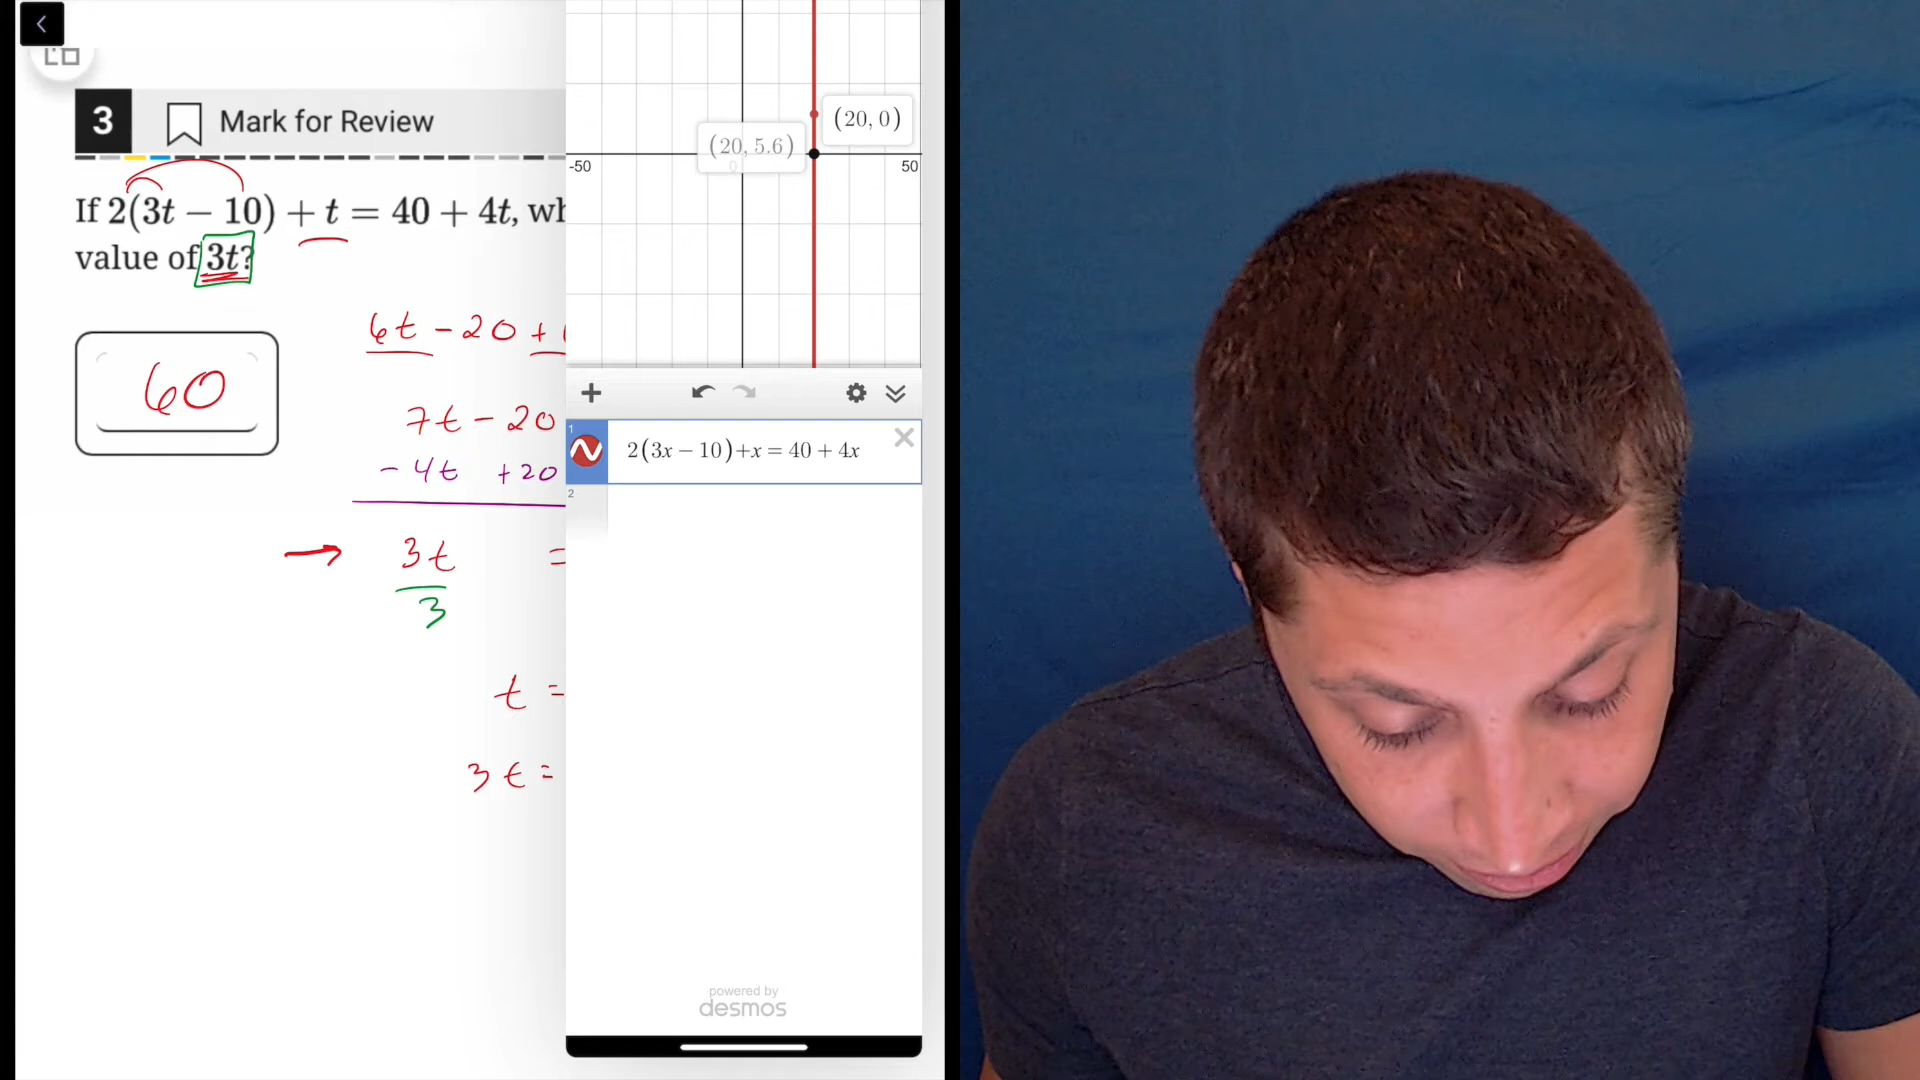 3 Mark for Review
If 2(3t − 10) + t = 40 + 4t, wh
value of 3t?
60
6t - 20 +
7t - 20
- 4t +20
3t =
3
t =
3t =
(20, 0)
(20, 5.6)
-50
0
50
1
2(3x − 10)+x = 40 + 4x
2
powered by
desmos